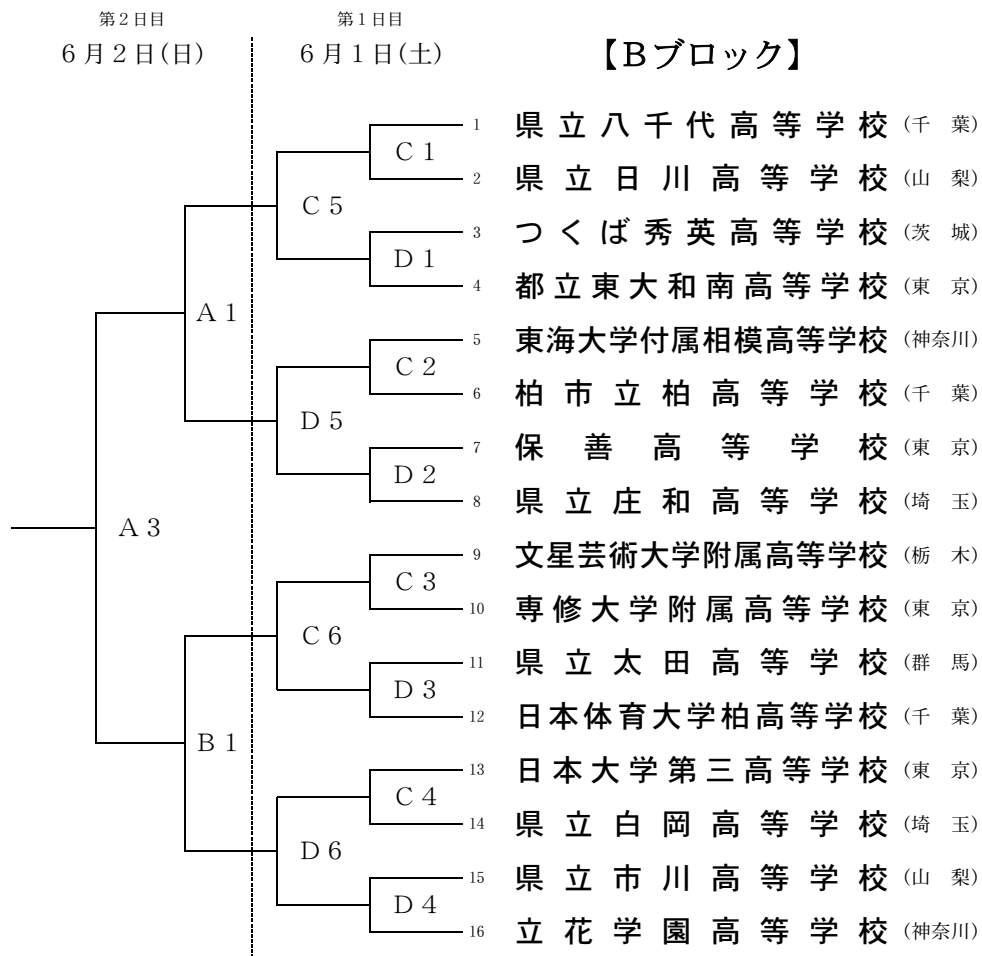 第2日目 第1日目
6月2日(日) 6月1日(土) 【Bブロック】
1 県立八千代高等学校 (千葉)
C1
2 県立日川高等学校 (山梨)
C5
3 つくば秀英高等学校 (茨城)
D1
4 都立東大和南高等学校 (東京)
A1
5 東海大学付属相模高等学校 (神奈川)
C2
6 柏市立柏高等学校 (千葉)
D5
7 保善高等学校 (東京)
D2
8 県立庄和高等学校 (埼玉)
A3
9 文星芸術大学附属高等学校 (栃木)
C3
10 専修大学附属高等学校 (東京)
C6
11 県立太田高等学校 (群馬)
D3
12 日本体育大学柏高等学校 (千葉)
B1
13 日本大学第三高等学校 (東京)
C4
14 県立白岡高等学校 (埼玉)
D6
15 県立市川高等学校 (山梨)
D4
16 立花学園高等学校 (神奈川)